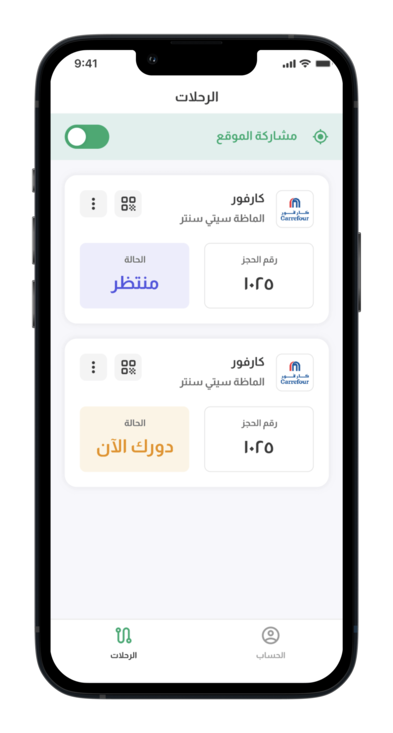 9:41
الرحلات
مشاركة الموقع
كارفور
الماظة سيتي سنتر
كارفور
Carrefour
رقم الحجز
١٠٢٥
الحالة
منتظر
كارفور
الماظة سيتي سنتر
كارفور
Carrefour
رقم الحجز
١٠٢٥
الحالة
دورك الآن
الحساب
الرحلات